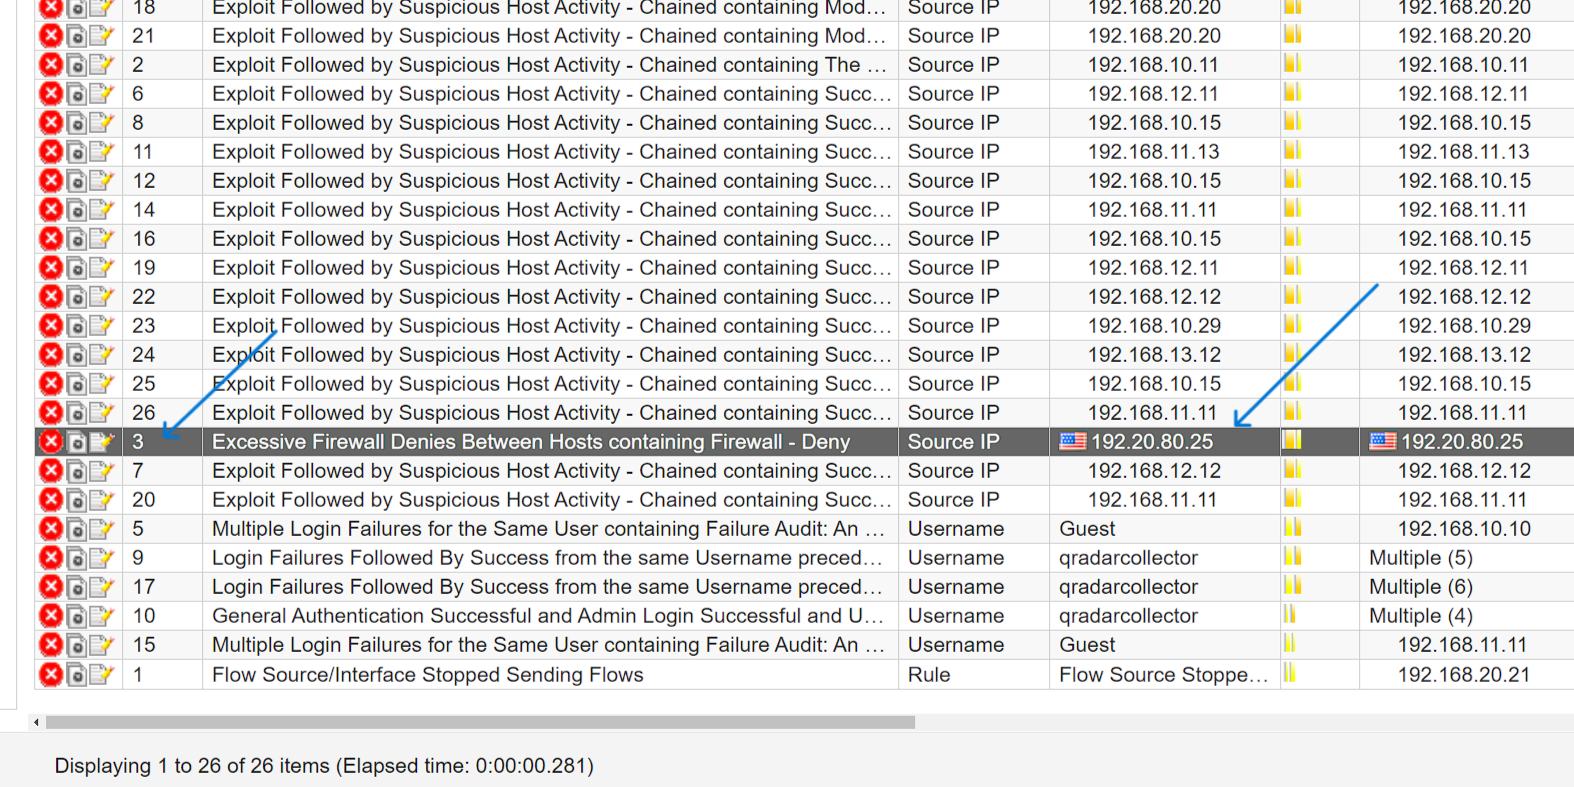 18 Exploit Followed by Suspicious Host Activity - Chained containing Mod... Source IP 192.168.20.20 192.168.20.20
21 Exploit Followed by Suspicious Host Activity - Chained containing Mod... Source IP 192.168.20.20 192.168.20.20
2 Exploit Followed by Suspicious Host Activity - Chained containing The ... Source IP 192.168.10.11 192.168.10.11
6 Exploit Followed by Suspicious Host Activity - Chained containing Succ... Source IP 192.168.12.11 192.168.12.11
8 Exploit Followed by Suspicious Host Activity - Chained containing Succ... Source IP 192.168.10.15 192.168.10.15
11 Exploit Followed by Suspicious Host Activity - Chained containing Succ... Source IP 192.168.11.13 192.168.11.13
12 Exploit Followed by Suspicious Host Activity - Chained containing Succ... Source IP 192.168.10.15 192.168.10.15
14 Exploit Followed by Suspicious Host Activity - Chained containing Succ... Source IP 192.168.11.11 192.168.11.11
16 Exploit Followed by Suspicious Host Activity - Chained containing Succ... Source IP 192.168.10.15 192.168.10.15
19 Exploit Followed by Suspicious Host Activity - Chained containing Succ... Source IP 192.168.12.11 192.168.12.11
22 Exploit Followed by Suspicious Host Activity - Chained containing Succ... Source IP 192.168.12.12 192.168.12.12
23 Exploit Followed by Suspicious Host Activity - Chained containing Succ... Source IP 192.168.10.29 192.168.10.29
24 Exploit Followed by Suspicious Host Activity - Chained containing Succ... Source IP 192.168.13.12 192.168.13.12
25 Exploit Followed by Suspicious Host Activity - Chained containing Succ... Source IP 192.168.10.15 192.168.10.15
26 Exploit Followed by Suspicious Host Activity - Chained containing Succ... Source IP 192.168.11.11 192.168.11.11
3 Excessive Firewall Denies Between Hosts containing Firewall - Deny Source IP 192.20.80.25 192.20.80.25
7 Exploit Followed by Suspicious Host Activity - Chained containing Succ... Source IP 192.168.12.12 192.168.12.12
20 Exploit Followed by Suspicious Host Activity - Chained containing Succ... Source IP 192.168.11.11 192.168.11.11
5 Multiple Login Failures for the Same User containing Failure Audit: An ... Username Guest 192.168.10.10
9 Login Failures Followed By Success from the same Username preced... Username qradarcollector Multiple (5)
17 Login Failures Followed By Success from the same Username preced... Username qradarcollector Multiple (6)
10 General Authentication Successful and Admin Login Successful and U... Username qradarcollector Multiple (4)
15 Multiple Login Failures for the Same User containing Failure Audit: An ... Username Guest 192.168.11.11
1 Flow Source/Interface Stopped Sending Flows Rule Flow Source Stoppe... 192.168.20.21
Displaying 1 to 26 of 26 items (Elapsed time: 0:00:00.281)